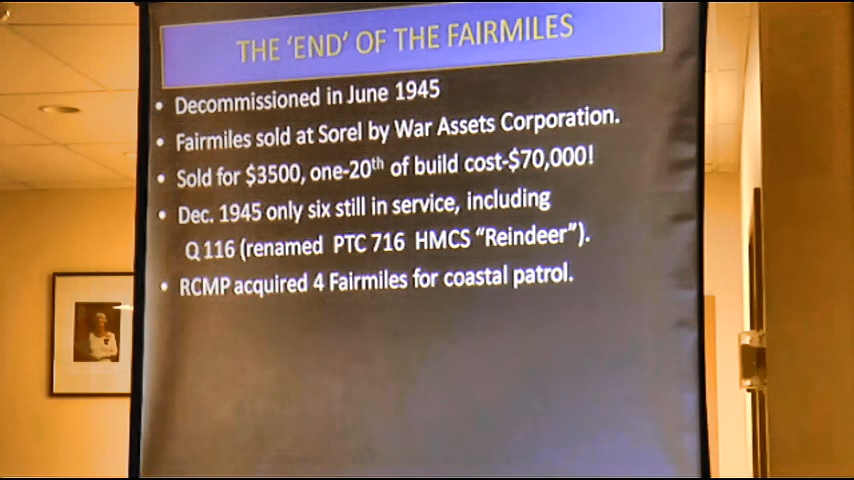 THE 'END' OF THE FAIRMILES
• Decommissioned in June 1945
• Fairmiles sold at Sorel by War Assets Corporation.
• Sold for $3500, one-20th of build cost-$70,000!
• Dec. 1945 only six still in service, including
Q 116 (renamed PTC 716 HMCS "Reindeer").
• RCMP acquired 4 Fairmiles for coastal patrol.